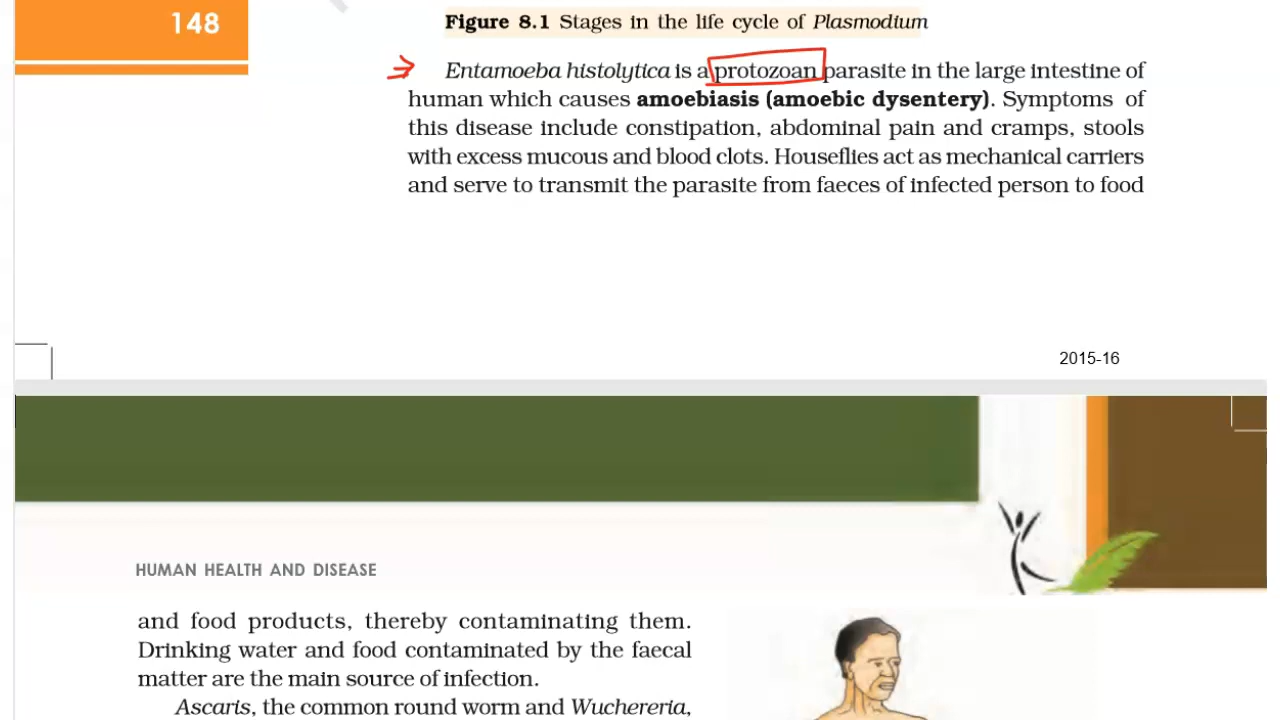 148
Figure 8.1 Stages in the life cycle of Plasmodium
Entamoeba histolytica is a protozoan parasite in the large intestine of
human which causes amoebiasis (amoebic dysentery). Symptoms of
this disease include constipation, abdominal pain and cramps, stools
with excess mucous and blood clots. Houseflies act as mechanical carriers
and serve to transmit the parasite from faeces of infected person to food
2015-16
HUMAN HEALTH AND DISEASE
and food products, thereby contaminating them.
Drinking water and food contaminated by the faecal
matter are the main source of infection.
Ascaris, the common round worm and Wuchereria,